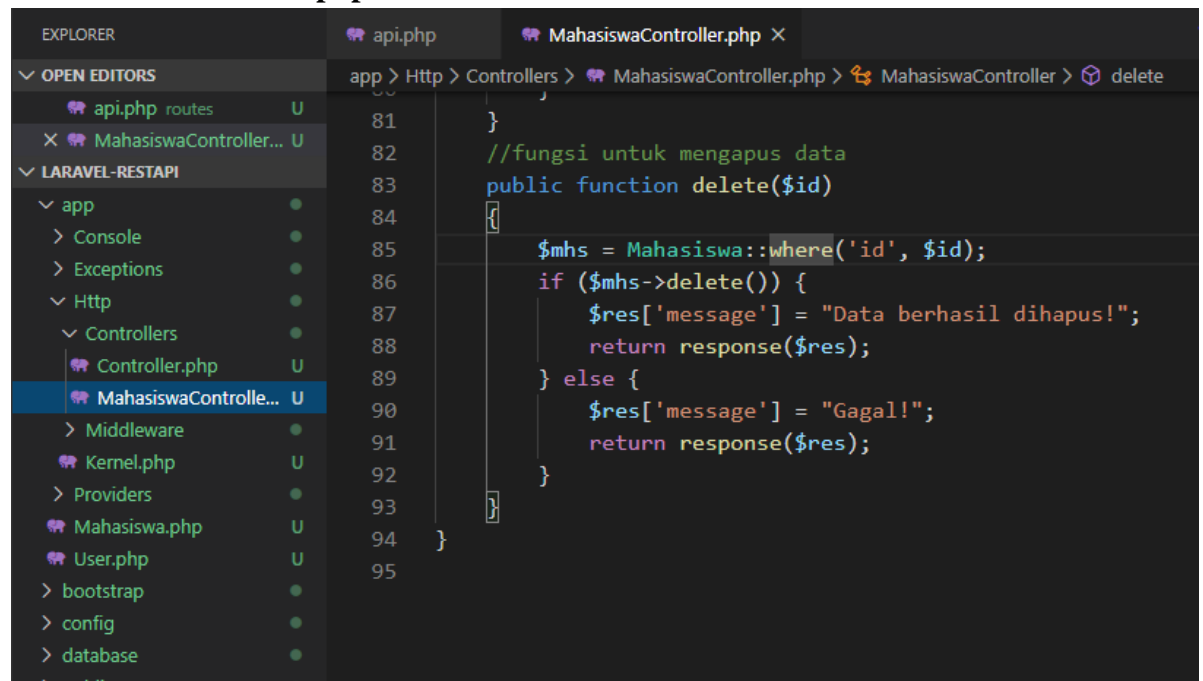 EXPLORER
OPEN EDITORS
api.php routes U
MahasiswaController... U
LARAVEL-RESTAPI
app
Console
Exceptions
Http
Controllers
Controller.php U
MahasiswaControlle... U
Middleware
Kernel.php U
Providers
Mahasiswa.php U
User.php U
bootstrap
config
database
api.php MahasiswaController.php
app > Http > Controllers > MahasiswaController.php > MahasiswaController > delete
81 }
82 //fungsi untuk mengapus data
83 public function delete($id)
84 {
85 $mhs = Mahasiswa::where('id', $id);
86 if ($mhs->delete()) {
87 $res['message'] = "Data berhasil dihapus!";
88 return response($res);
89 } else {
90 $res['message'] = "Gagal!";
91 return response($res);
92 }
93 }
94 }
95